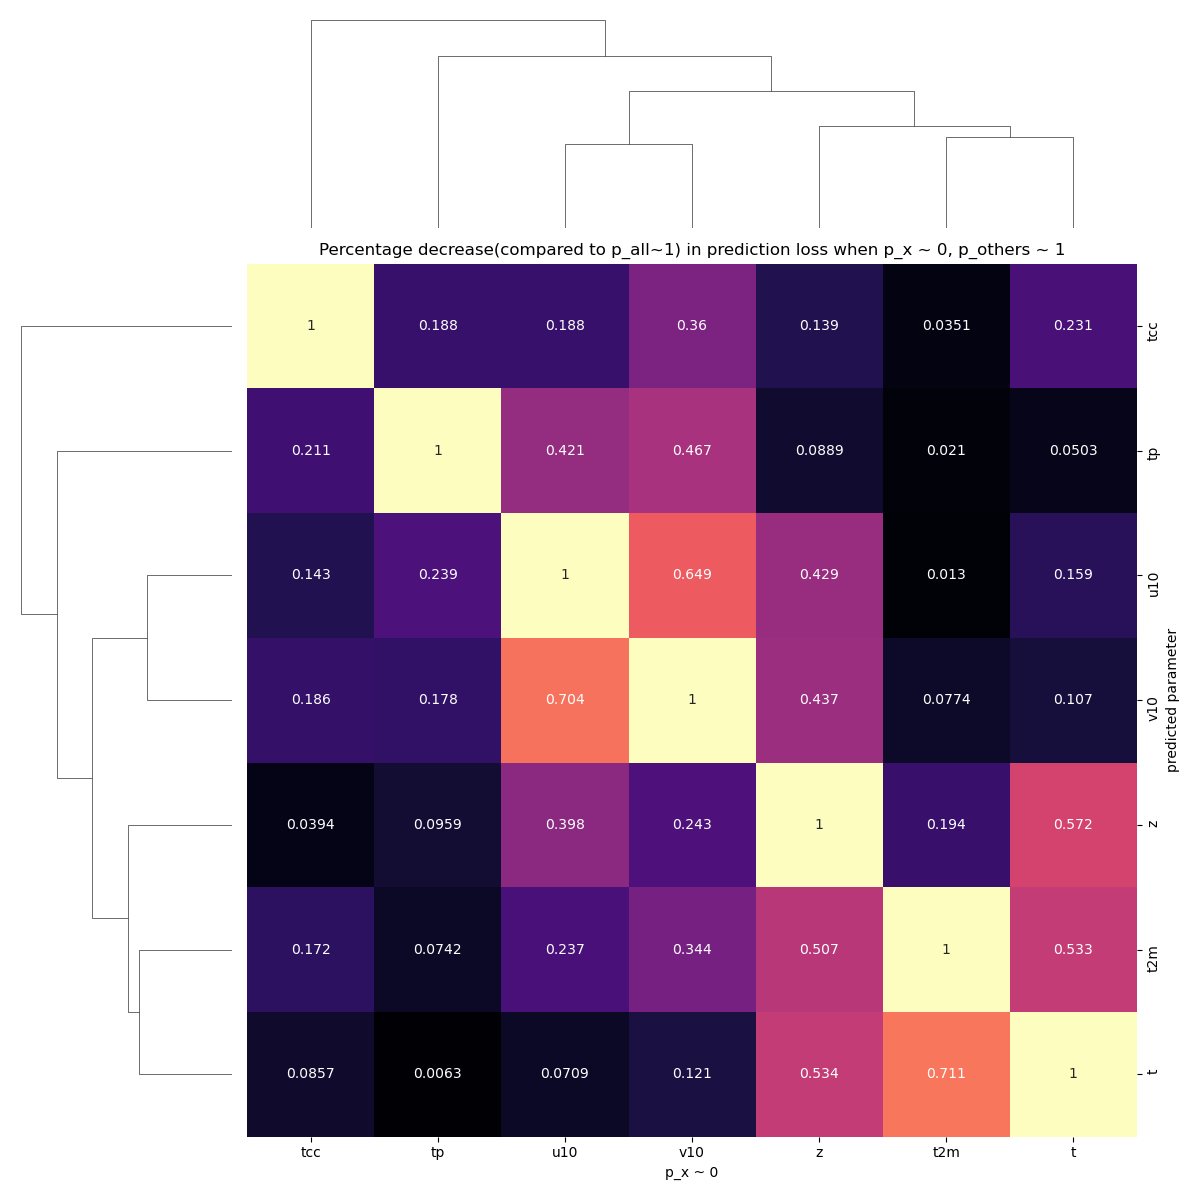 Percentage decrease(compared to p_all~1) in prediction loss when p_x ~ 0, p_others ~ 1
1 0.188 0.188 0.36 0.139 0.0351 0.231 tcc
0.211 1 0.421 0.467 0.0889 0.021 0.0503 tp
0.143 0.239 1 0.649 0.429 0.013 0.159 u10
0.186 0.178 0.704 1 0.437 0.0774 0.107 v10
predicted parameter
0.0394 0.0959 0.398 0.243 1 0.194 0.572 z
0.172 0.0742 0.237 0.344 0.507 1 0.533 t2m
0.0857 0.0063 0.0709 0.121 0.534 0.711 1 t
tcc tp u10 v10 z t2m t
p_x ~ 0